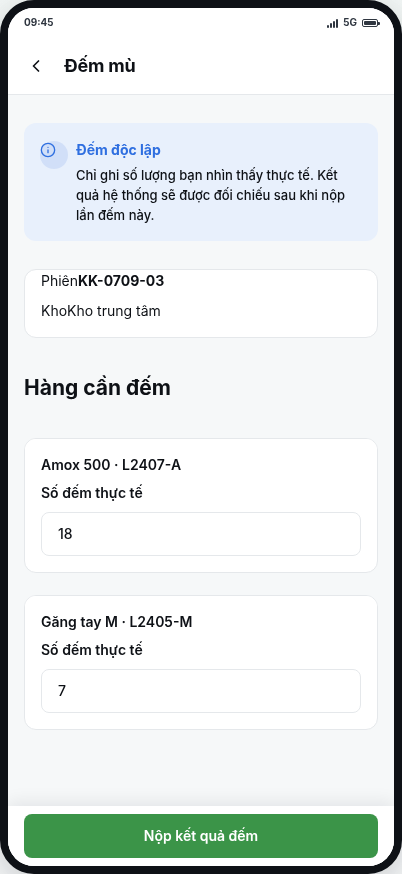 09:45
5G
Đếm mù
Đếm độc lập
Chỉ ghi số lượng bạn nhìn thấy thực tế. Kết
quả hệ thống sẽ được đối chiếu sau khi nộp
lần đếm này.
PhiênKK-0709-03
KhoKho trung tâm
Hàng cần đếm
Amox 500 · L2407-A
Số đếm thực tế
18
Găng tay M · L2405-M
Số đếm thực tế
7
Nộp kết quả đếm